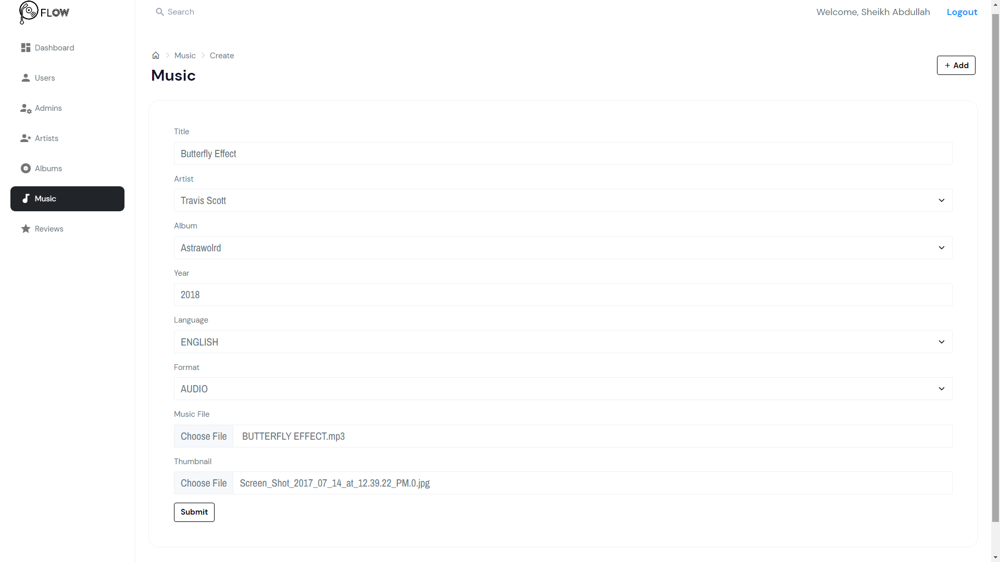 FLOW
Search
Welcome, Sheikh Abdullah
Logout
Dashboard
Users
Admins
Artists
Albums
Music
Reviews
Music
Create
Music
+ Add
Title
Butterfly Effect
Artist
Travis Scott
Album
Astrawolrd
Year
2018
Language
ENGLISH
Format
AUDIO
Music File
Choose File BUTTERFLY EFFECT.mp3
Thumbnail
Choose File Screen_Shot_2017_07_14_at_12.39.22_PM.0.jpg
Submit